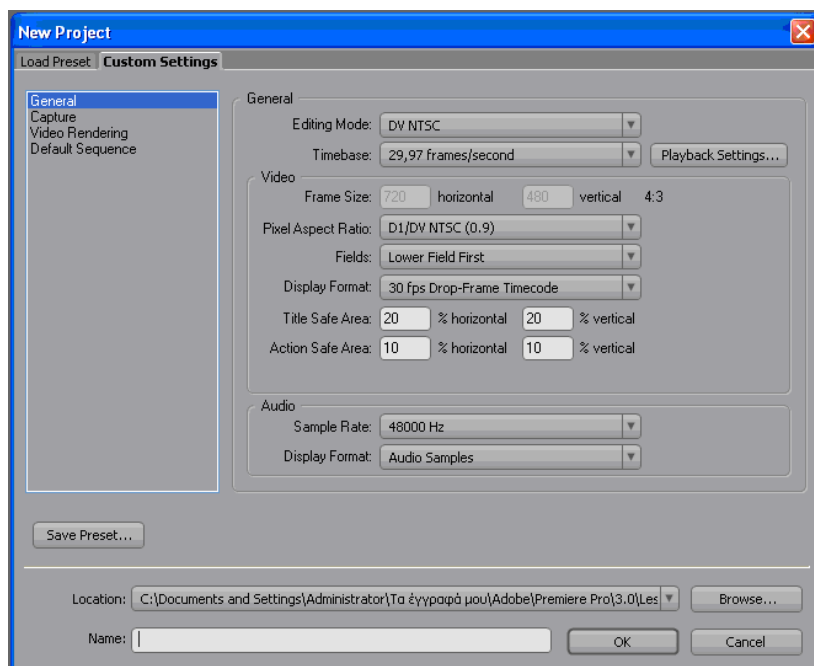 New Project
Load Preset Custom Settings
General
Capture
Video Rendering
Default Sequence
General
Editing Mode: DV NTSC
Timebase: 29,97 frames/second Playback Settings...
Video
Frame Size: 720 horizontal 480 vertical 4:3
Pixel Aspect Ratio: D1/DV NTSC (0.9)
Fields: Lower Field First
Display Format: 30 fps Drop-Frame Timecode
Title Safe Area: 20 % horizontal 20 % vertical
Action Safe Area: 10 % horizontal 10 % vertical
Audio
Sample Rate: 48000 Hz
Display Format: Audio Samples
Save Preset...
Location: C:\Documents and Settings\Administrator\Τα έγγραφά μου\Adobe\Premiere Pro\3.0\Les Browse...
Name: OK Cancel